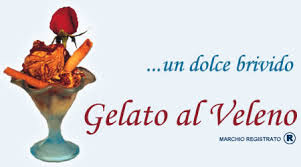 ...un dolce brivido
Gelato al Veleno
MARCHIO REGISTRATO ®